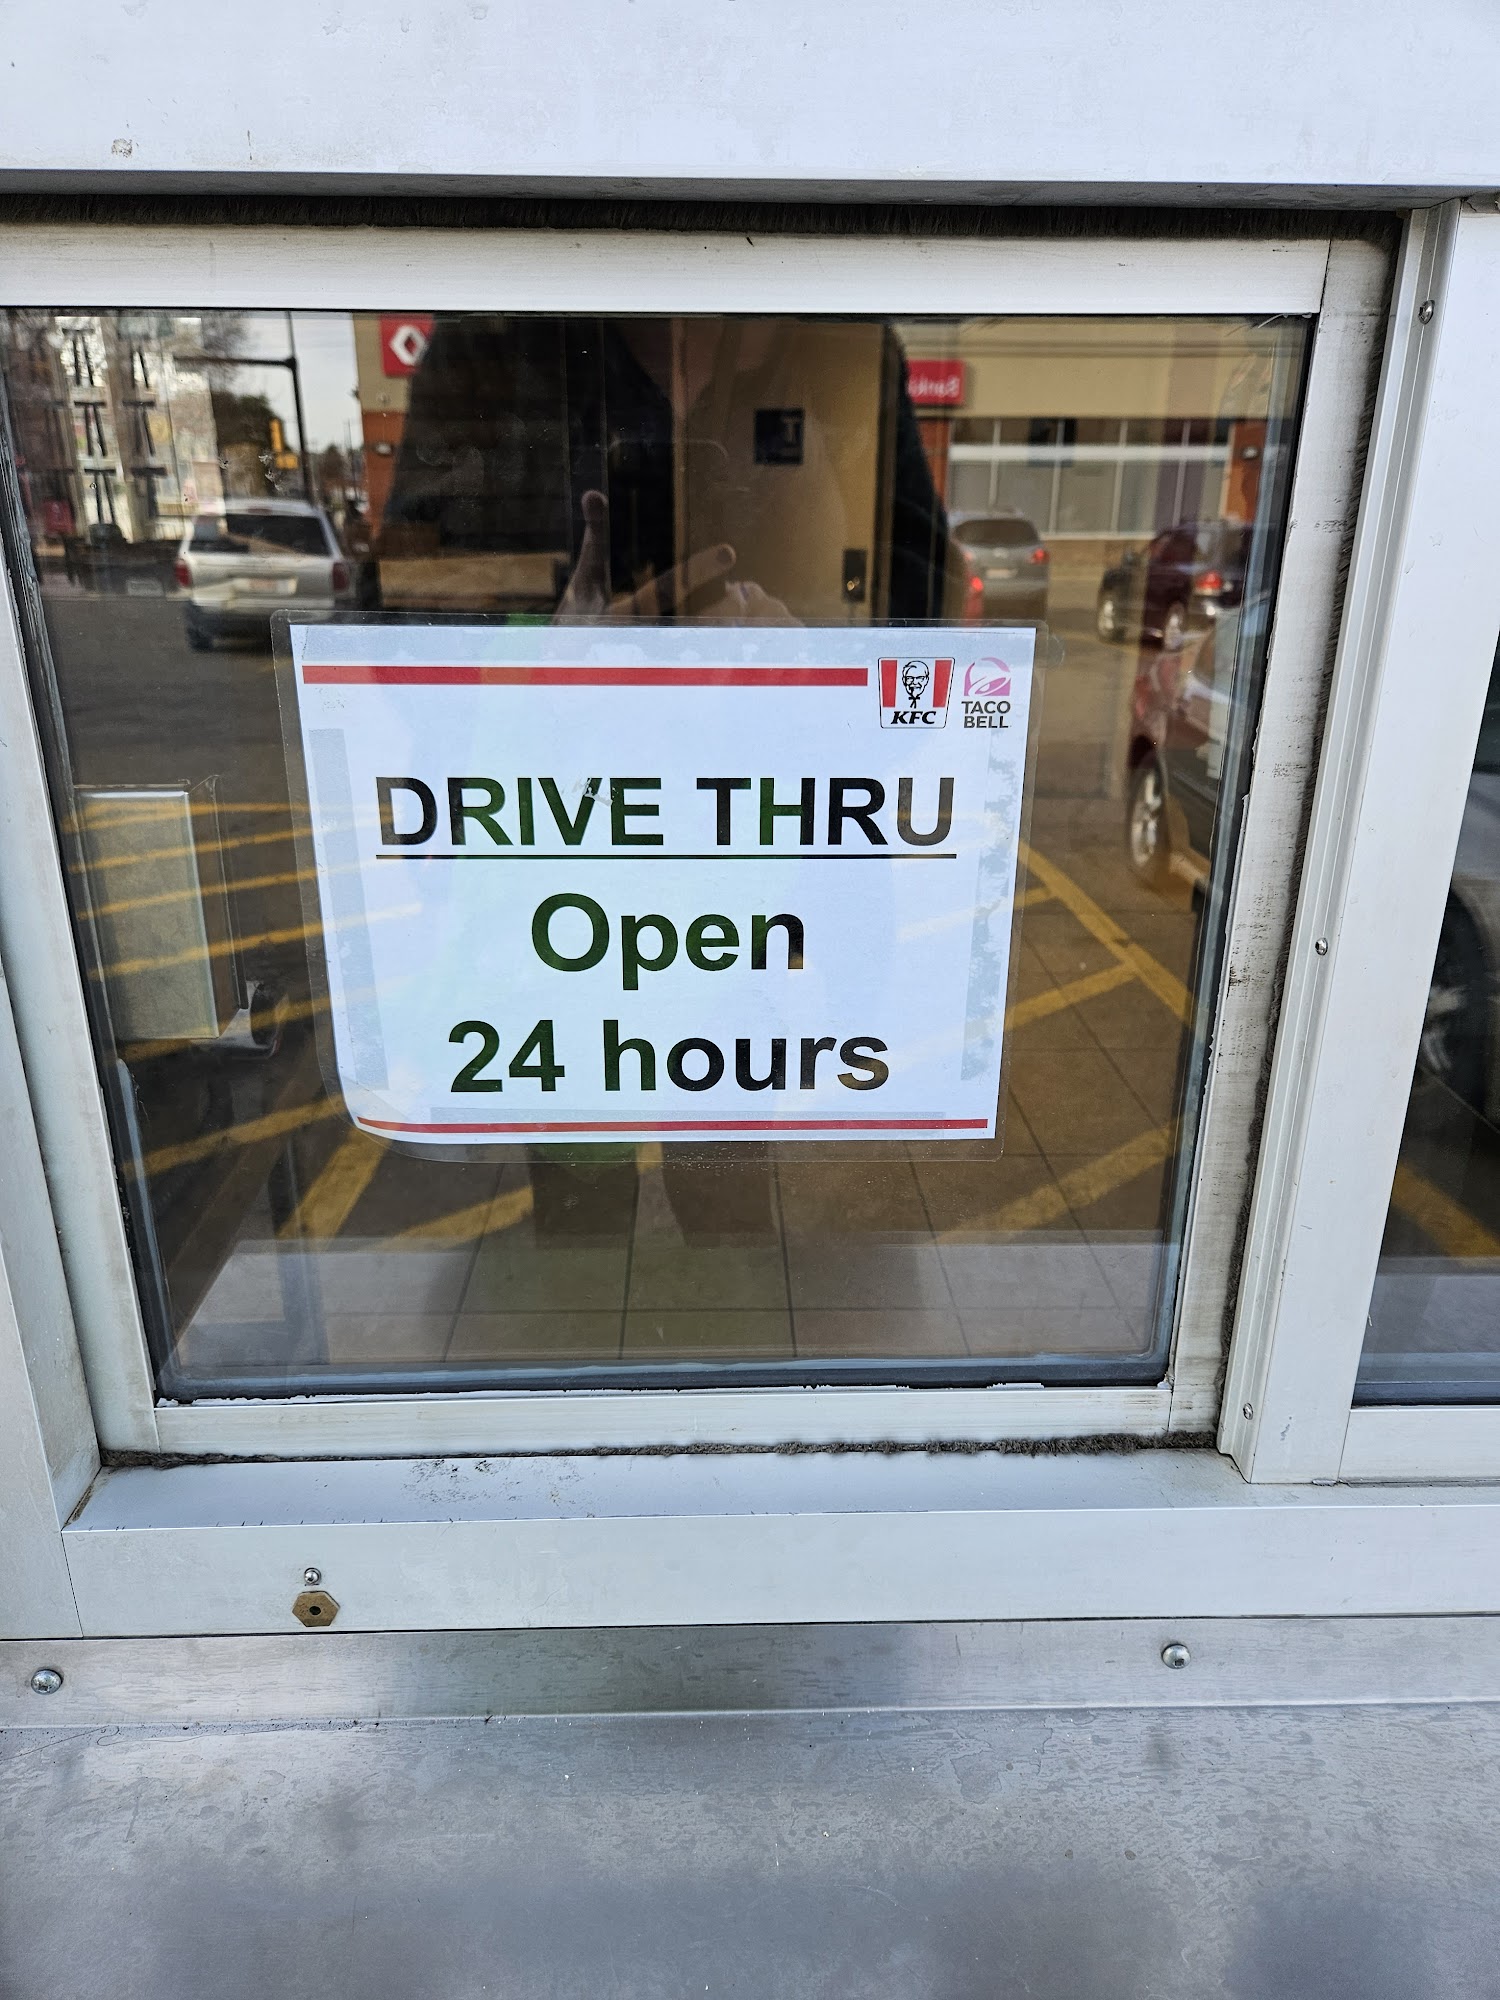 KFC
TACO
BELL
DRIVE THRU
Open
24 hours